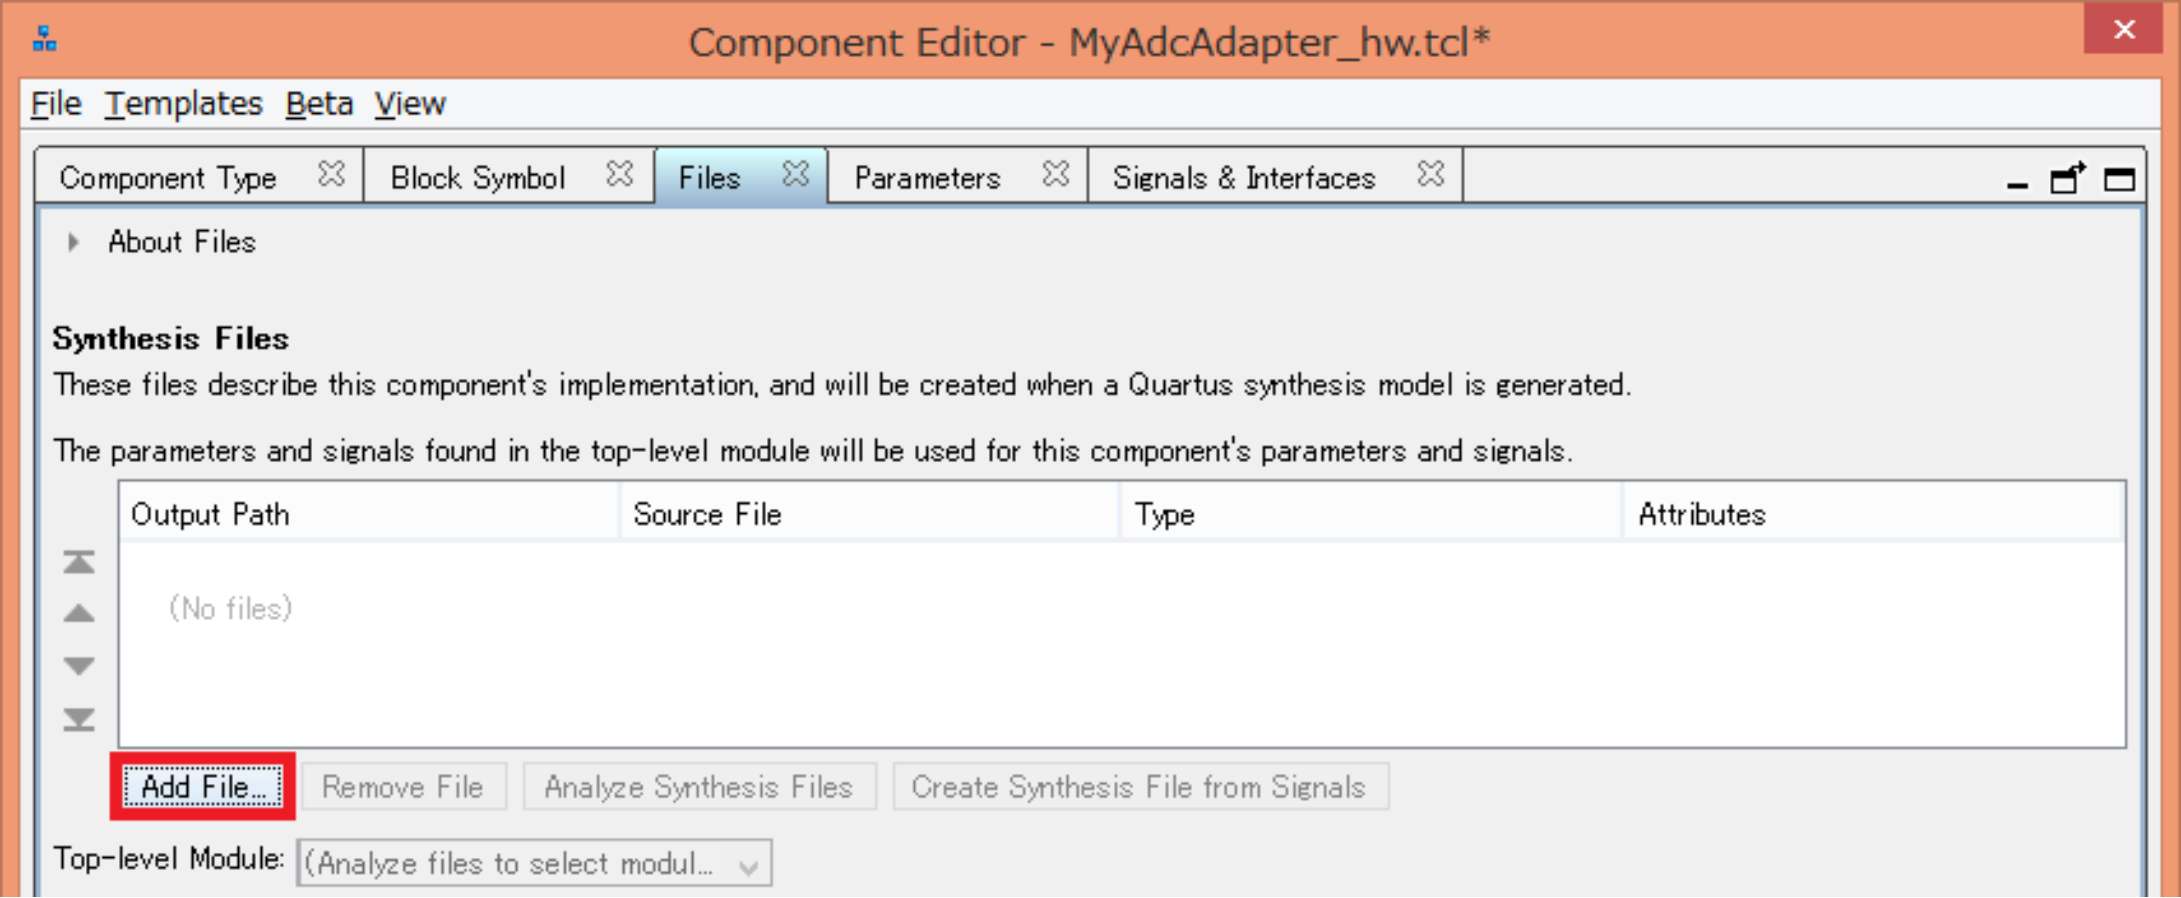 Component Editor - MyAdcAdapter_hw.tcl*
File Templates Beta View
Component Type Block Symbol Files Parameters Signals & Interfaces
About Files
Synthesis Files
These files describe this component's implementation, and will be created when a Quartus synthesis model is generated.
The parameters and signals found in the top-level module will be used for this component's parameters and signals.
Output Path Source File Type Attributes
(No files)
Add File... Remove File Analyze Synthesis Files Create Synthesis File from Signals
Top-level Module: (Analyze files to select modul...